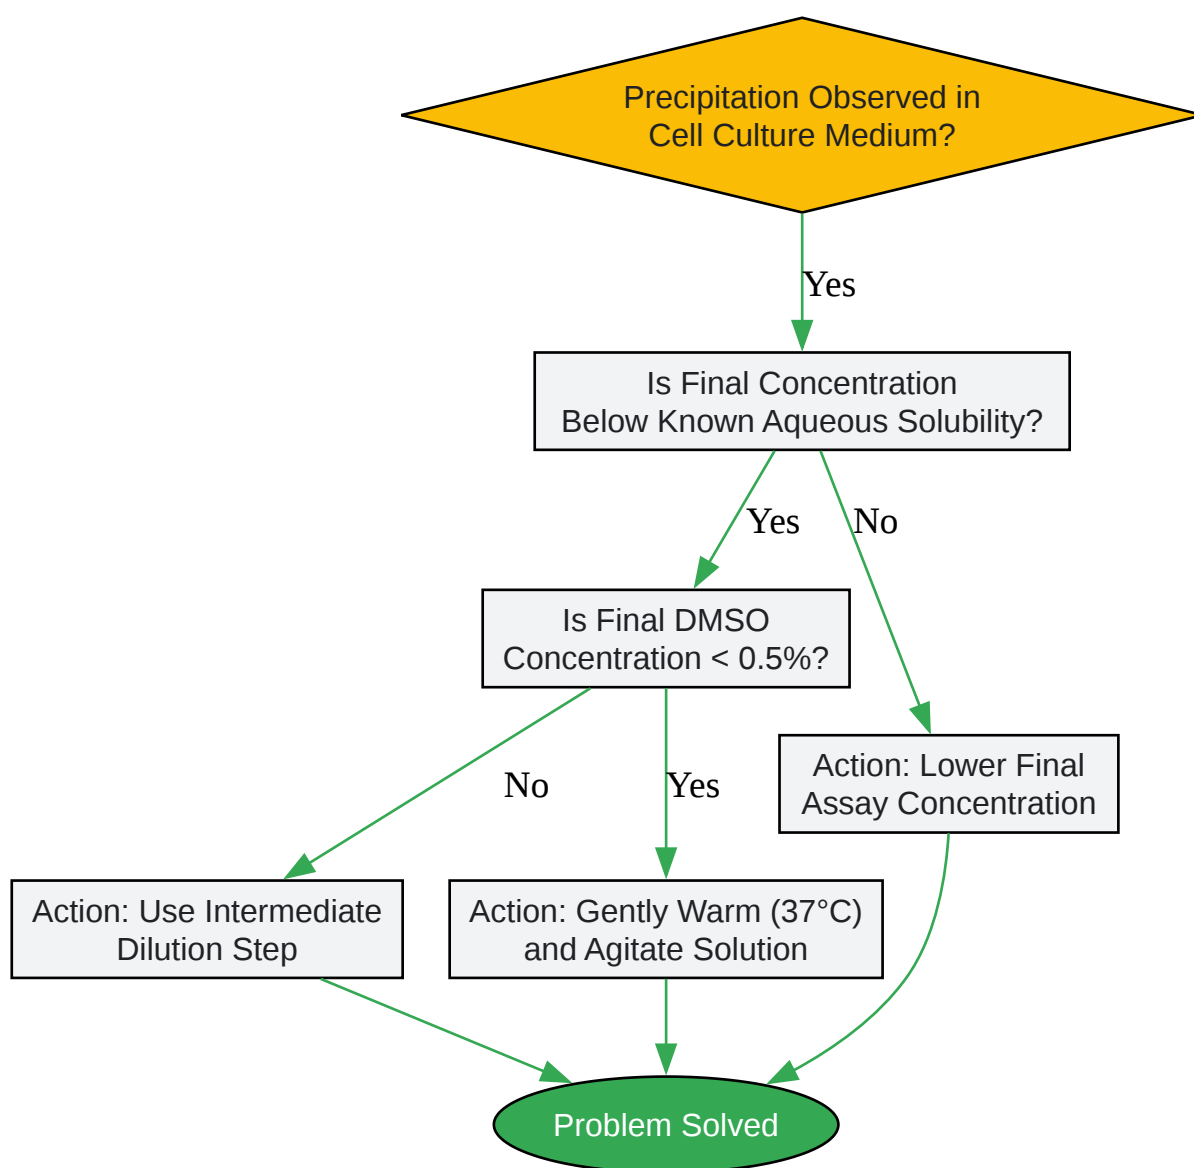 Precipitation Observed in
Cell Culture Medium?
Yes
Is Final Concentration
Below Known Aqueous Solubility?
Yes
No
Is Final DMSO
Concentration < 0.5%?
No
Yes
Action: Lower Final
Assay Concentration
Action: Use Intermediate
Dilution Step
Action: Gently Warm (37°C)
and Agitate Solution
Problem Solved